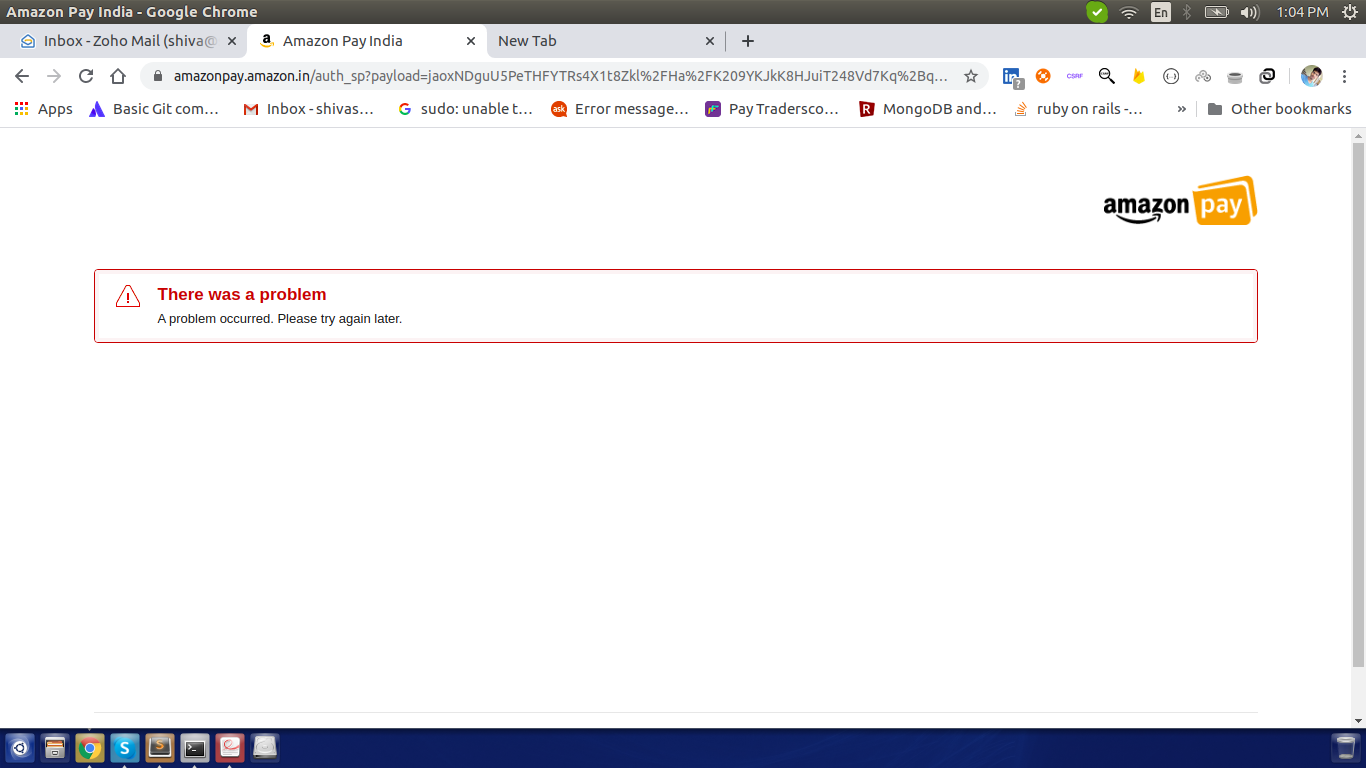 Amazon Pay India - Google Chrome
En
1:04 PM
Inbox - Zoho Mail (shiva@
Amazon Pay India
New Tab
amazonpay.amazon.in/auth_sp?payload=jaoxNDguU5PeTHFYTRs4X1t8Zkl%2FHa%2FK209YKJkK8HJuiT248Vd7Kq%2Bq...
in
?
CSRF
Apps
Basic Git com...
Inbox - shivas...
sudo: unable t...
ask
Error message...
Pay Tradersco...
R
MongoDB and...
ruby on rails -...
»
Other bookmarks
amazon pay
There was a problem
A problem occurred. Please try again later.